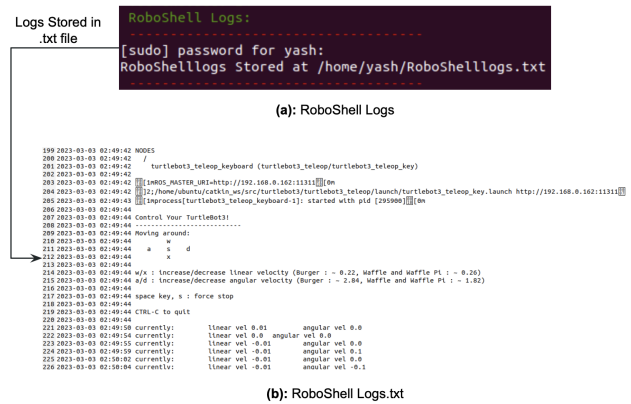 Logs Stored in
.txt file
RoboShell Logs:
------------------------------------
[sudo] password for yash:
RoboShelllogs Stored at /home/yash/RoboShelllogs.txt
------------------------------------
(a): RoboShell Logs
199 2023-03-03 02:49:42 NODES
200 2023-03-03 02:49:42 /
201 2023-03-03 02:49:42 turtlebot3_teleop_keyboard (turtlebot3_teleop/turtlebot3_teleop_key)
202 2023-03-03 02:49:42
203 2023-03-03 02:49:42 [1mROS_MASTER_URI=http://192.168.0.162:11311[0m
204 2023-03-03 02:49:42 ]2;/home/ubuntu/catkin_ws/src/turtlebot3/turtlebot3_teleop/launch/turtlebot3_teleop_key.launch http://192.168.0.162:11311
205 2023-03-03 02:49:43 [1mprocess[turtlebot3_teleop_keyboard-1]: started with pid [295900][0m
206 2023-03-03 02:49:44
207 2023-03-03 02:49:44 Control Your TurtleBot3!
208 2023-03-03 02:49:44 ---------------------------
209 2023-03-03 02:49:44 Moving around:
210 2023-03-03 02:49:44 w
211 2023-03-03 02:49:44 a s d
212 2023-03-03 02:49:44 x
213 2023-03-03 02:49:44
214 2023-03-03 02:49:44 w/x : increase/decrease linear velocity (Burger : ~ 0.22, Waffle and Waffle Pi : ~ 0.26)
215 2023-03-03 02:49:44 a/d : increase/decrease angular velocity (Burger : ~ 2.84, Waffle and Waffle Pi : ~ 1.82)
216 2023-03-03 02:49:44
217 2023-03-03 02:49:44 space key, s : force stop
218 2023-03-03 02:49:44
219 2023-03-03 02:49:44 CTRL-C to quit
220 2023-03-03 02:49:44
221 2023-03-03 02:49:50 currently: linear vel 0.01 angular vel 0.0
222 2023-03-03 02:49:54 currently: linear vel 0.0 angular vel 0.0
223 2023-03-03 02:49:55 currently: linear vel -0.01 angular vel 0.0
224 2023-03-03 02:49:59 currently: linear vel -0.01 angular vel 0.1
225 2023-03-03 02:50:02 currently: linear vel -0.01 angular vel 0.0
226 2023-03-03 02:50:04 currently: linear vel -0.01 angular vel -0.1
(b): RoboShell Logs.txt